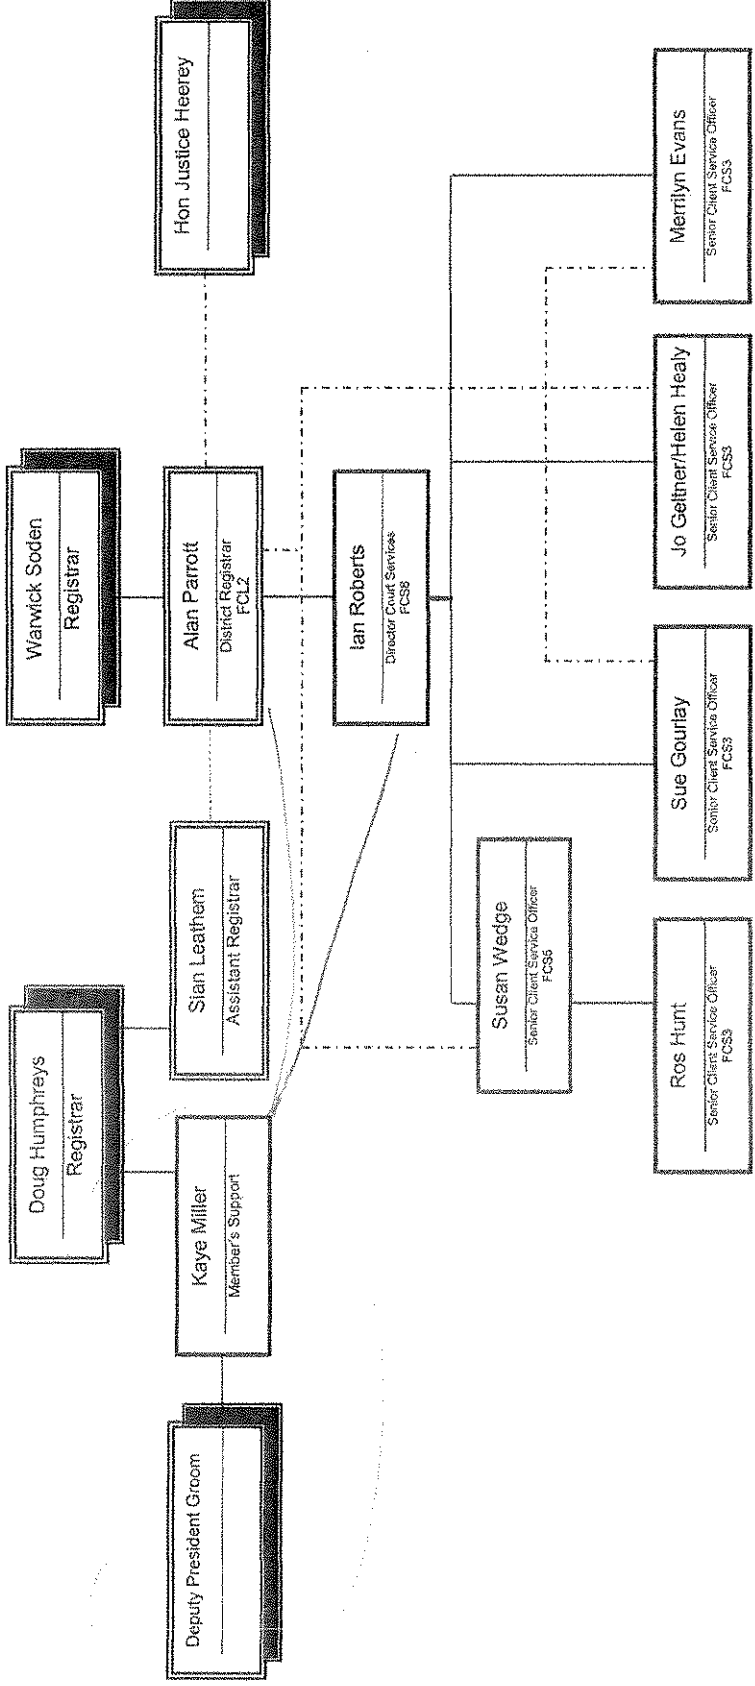 Deputy President Groom
Doug Humphreys
Registrar
Warwick Soden
Registrar
Kaye Miller
Member's Support
Sian Leathem
Assistant Registrar
Alan Parrott
District Registrar
FCL2
Hon Justice Heerey
Ian Roberts
Director Court Services
FCS8
Susan Wedge
Senior Client Service Officer
FCS5
Ros Hunt
Senior Client Service Officer
FCS3
Sue Gourlay
Senior Client Service Officer
FCS3
Jo Geltner/Helen Healy
Senior Client Service Officer
FCS3
Merrilyn Evans
Senior Client Service Officer
FCS3